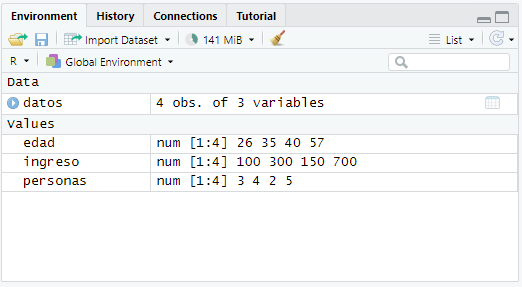 Environment History Connections Tutorial
Import Dataset 141 MiB List
R Global Environment
Data
datos 4 obs. of 3 variables
Values
edad num [1:4] 26 35 40 57
ingreso num [1:4] 100 300 150 700
personas num [1:4] 3 4 2 5